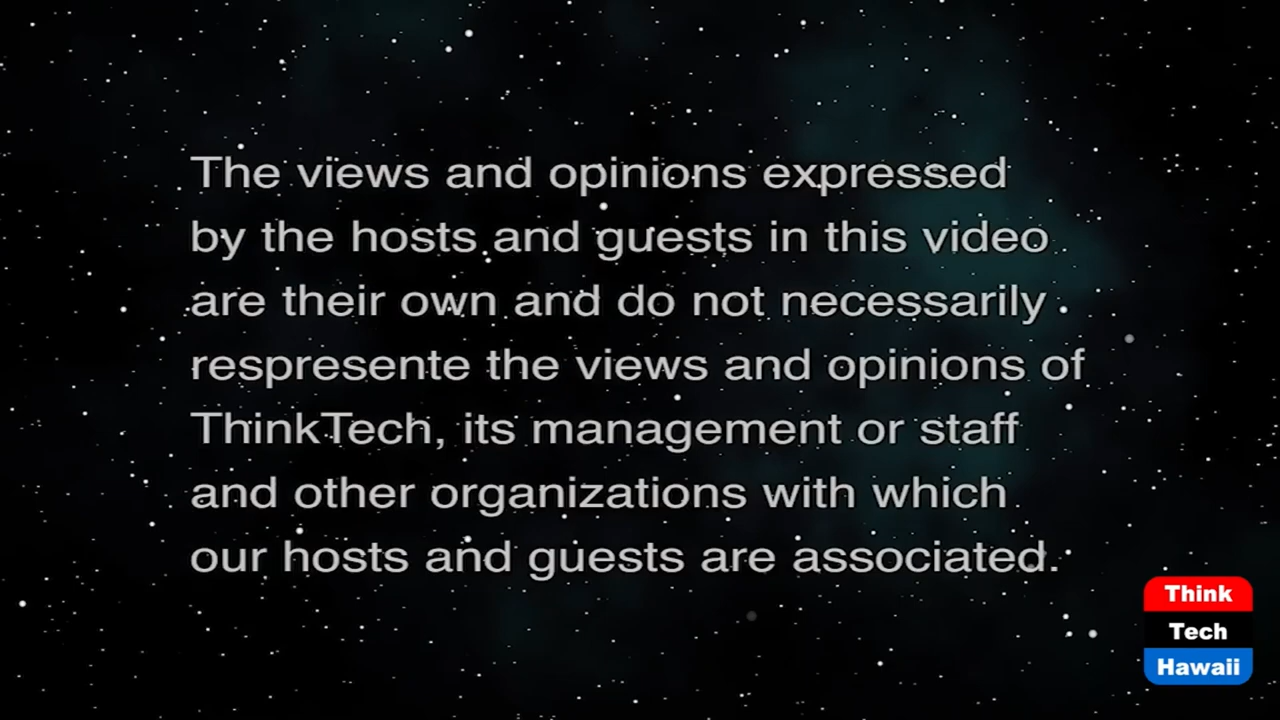 The views and opinions expressed
by the hosts and guests in this video
are their own and do not necessarily
respresente the views and opinions of
ThinkTech, its management or staff
and other organizations with which
our hosts and guests are associated.
Think
Tech
Hawaii